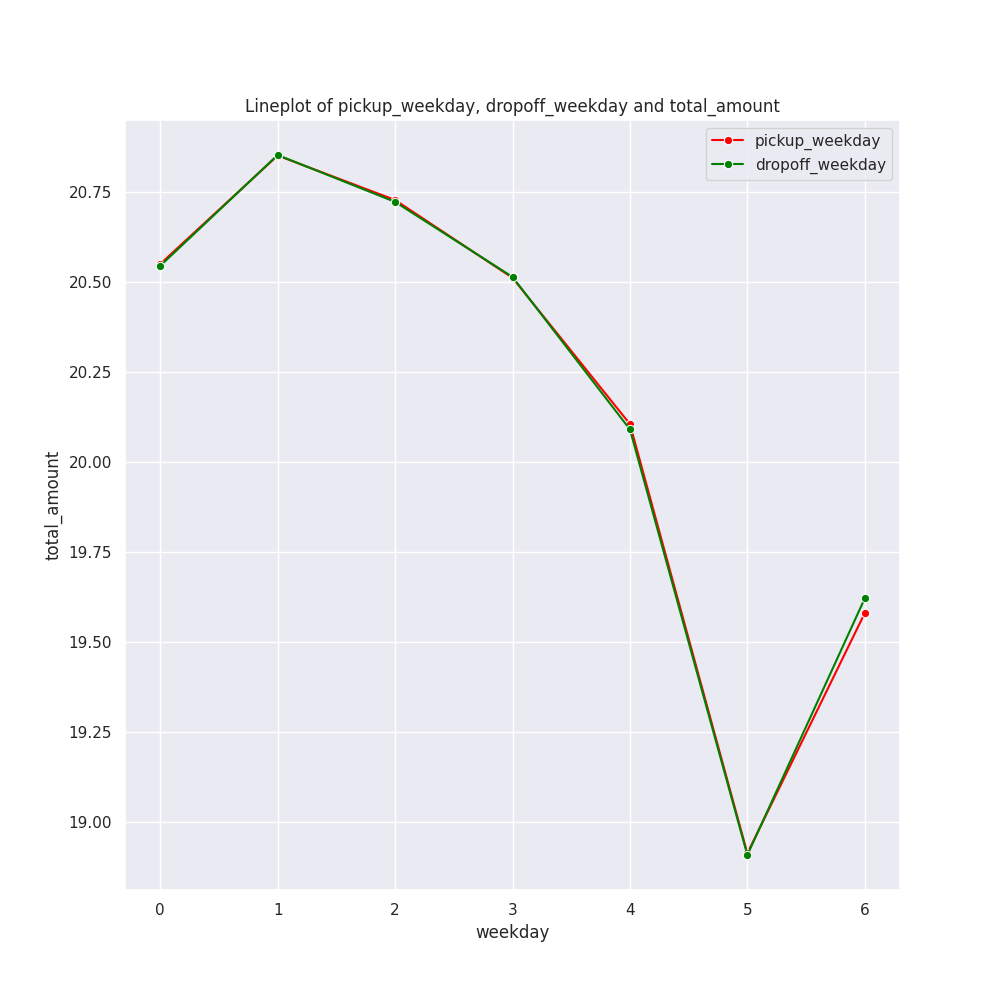 Lineplot of pickup_weekday, dropoff_weekday and total_amount
pickup_weekday
dropoff_weekday
20.75
20.50
20.25
20.00
19.75
19.50
19.25
19.00
total_amount
0 1 2 3 4 5 6
weekday